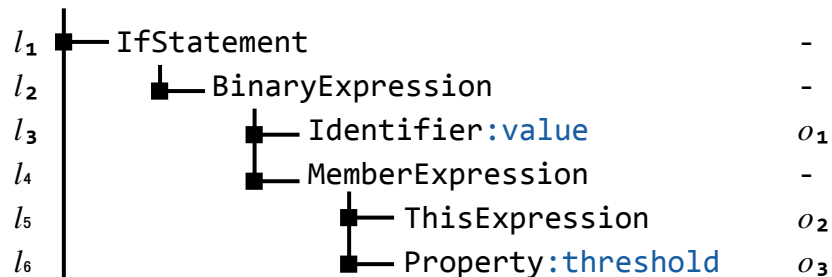 l₁ IfStatement -
l₂ BinaryExpression -
l₃ Identifier:value o₁
l₄ MemberExpression -
l₅ ThisExpression o₂
l₆ Property:threshold o₃